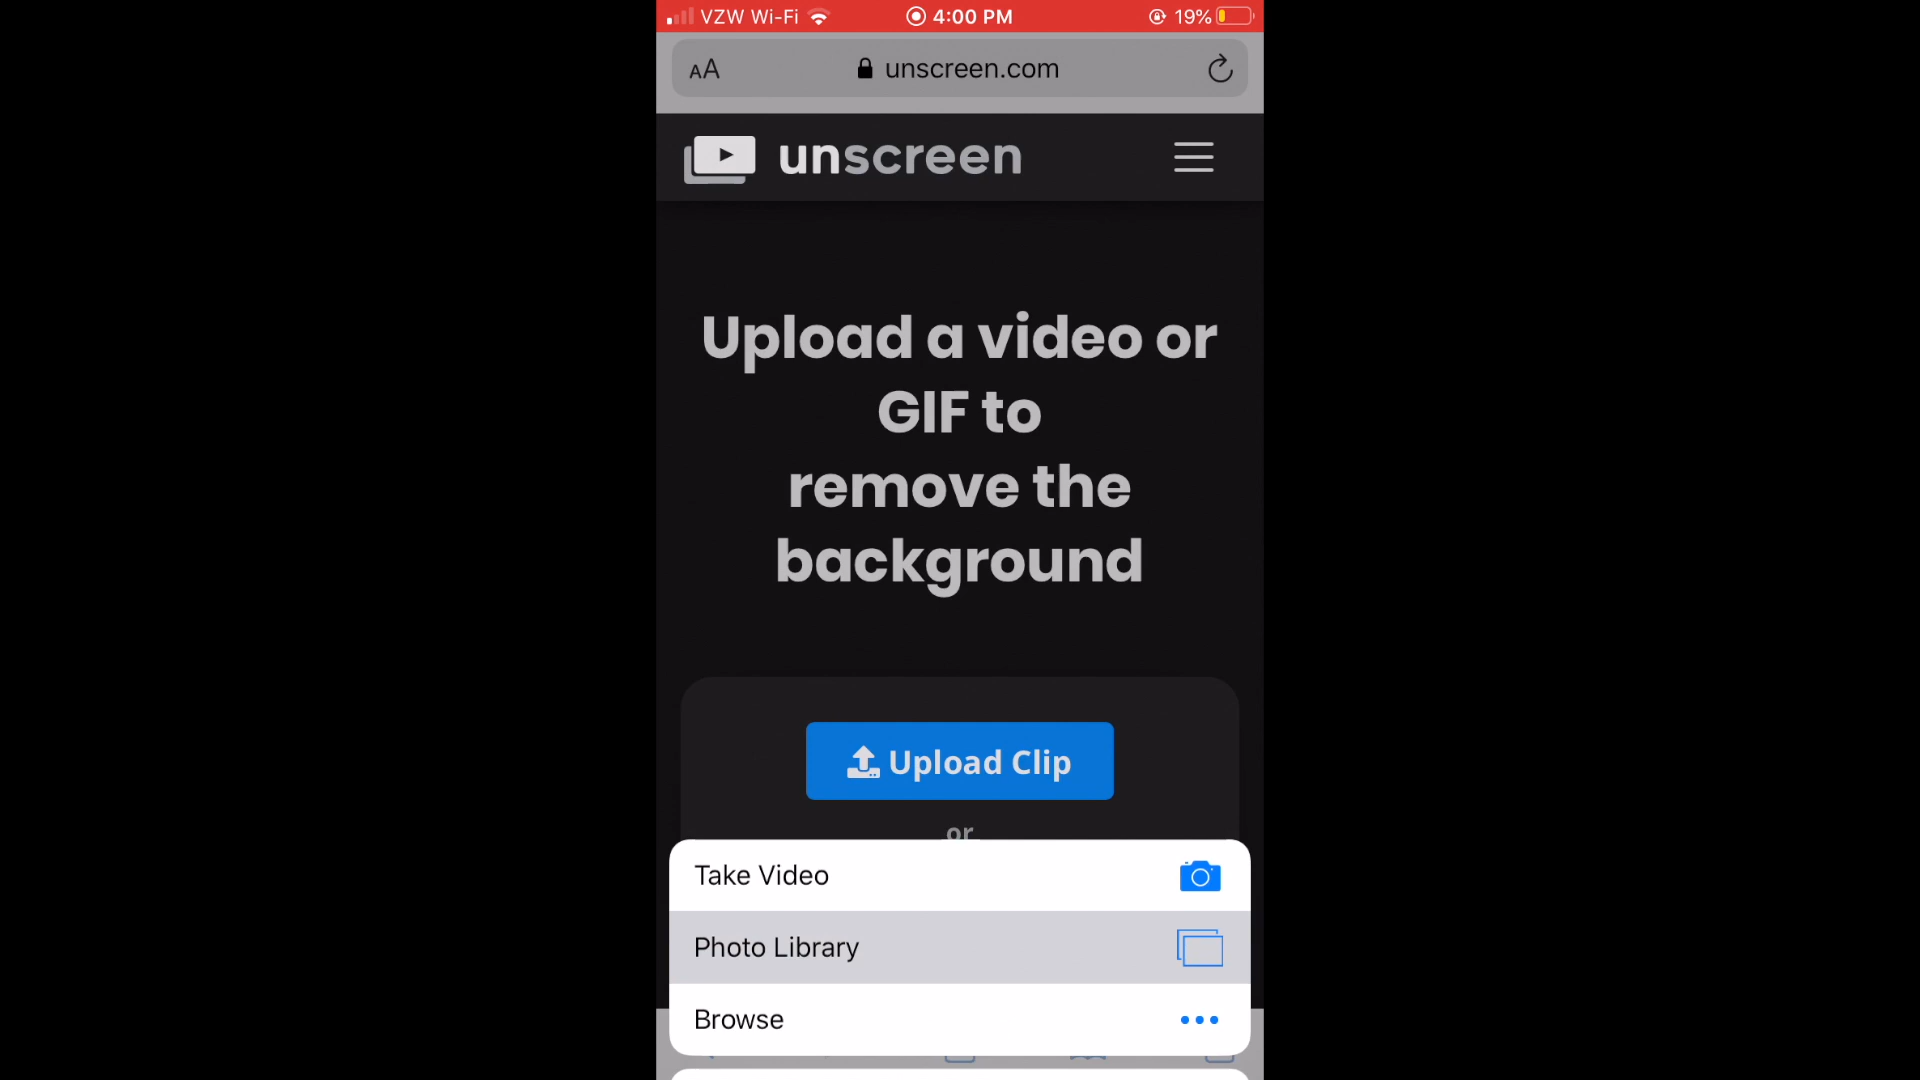 VZW Wi-Fi 4:00 PM 19%
AA unscreen.com
unscreen
Upload a video or
GIF to
remove the
background
Upload Clip
or
Take Video
Photo Library
Browse